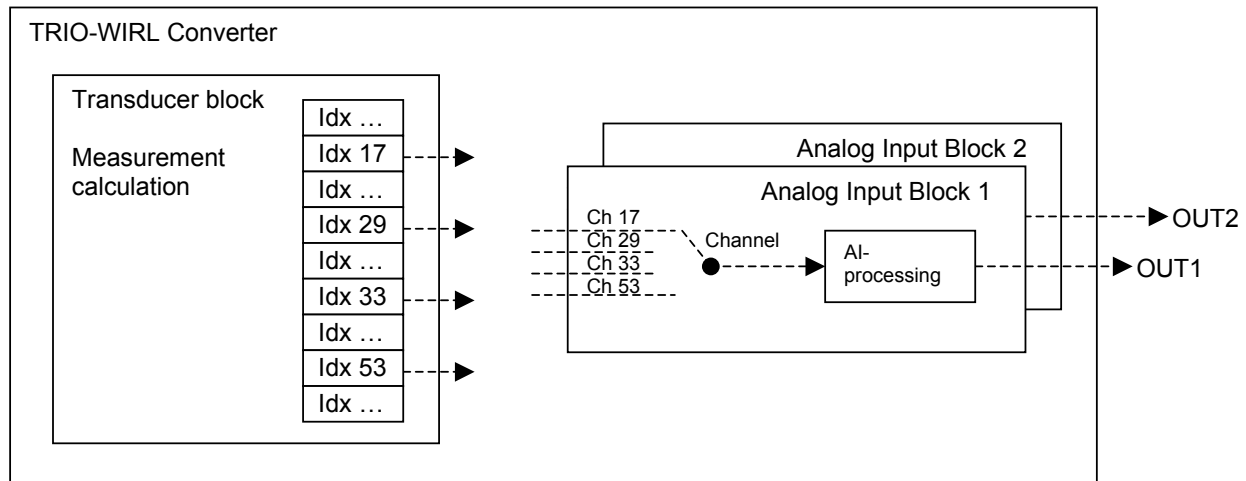 TRIO-WIRL Converter
Transducer block
Measurement
calculation
Idx …
Idx 17
Idx …
Idx 29
Idx …
Idx 33
Idx …
Idx 53
Idx …
Analog Input Block 2
Analog Input Block 1
Ch 17
Ch 29
Ch 33
Ch 53
Channel
AI-
processing
OUT2
OUT1